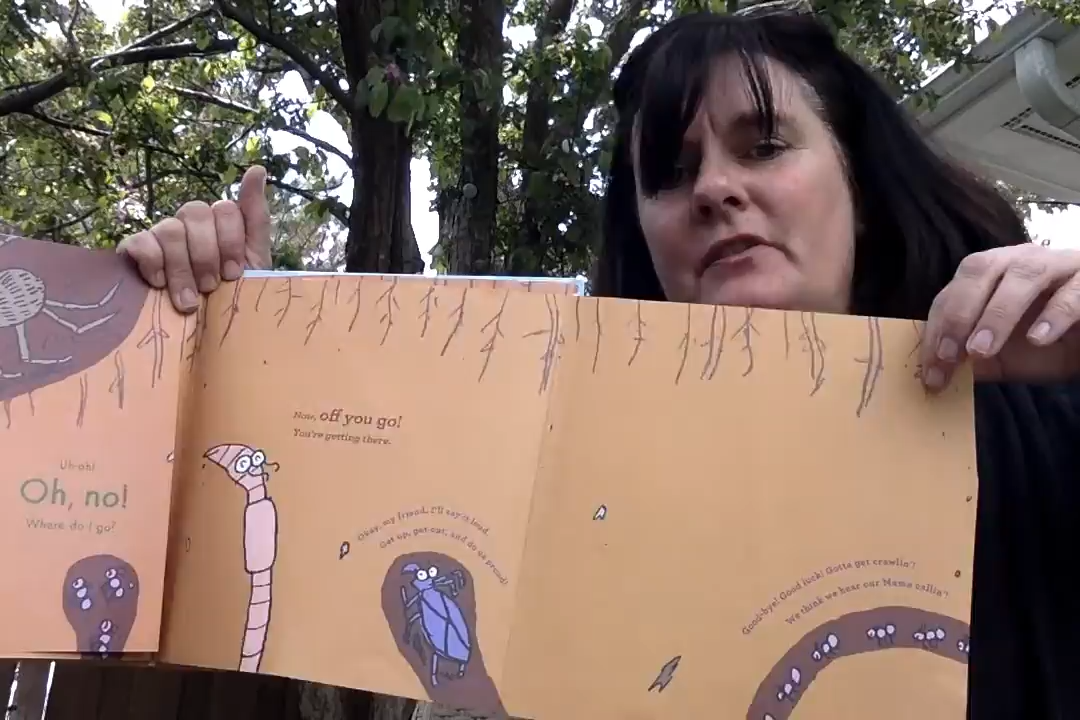 Uh-oh!
Oh, no!
Where do I go?
Now, off you go!
You're getting there.
Okay, my friend, I'll say it loud.
Get up, get out, and do us proud!
Good-bye! Good luck! Gotta get crawlin'!
We think we hear our Mama callin'!